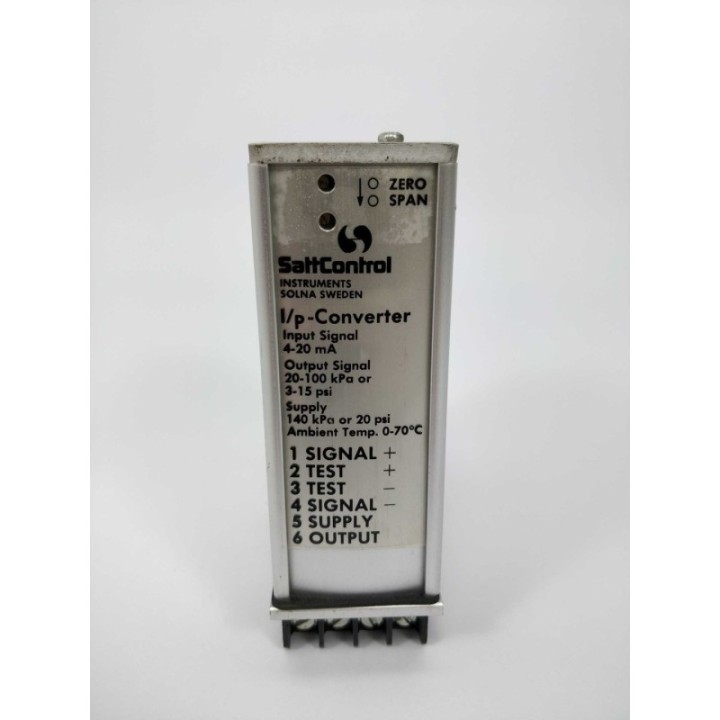 ZERO
SPAN
SattControl
INSTRUMENTS
SOLNA SWEDEN
I/p-Converter
Input Signal
4-20 mA
Output Signal
20-100 kPa or
3-15 psi
Supply
140 kPa or 20 psi
Ambient Temp. 0-70°C
1 SIGNAL +
2 TEST +
3 TEST −
4 SIGNAL −
5 SUPPLY
6 OUTPUT